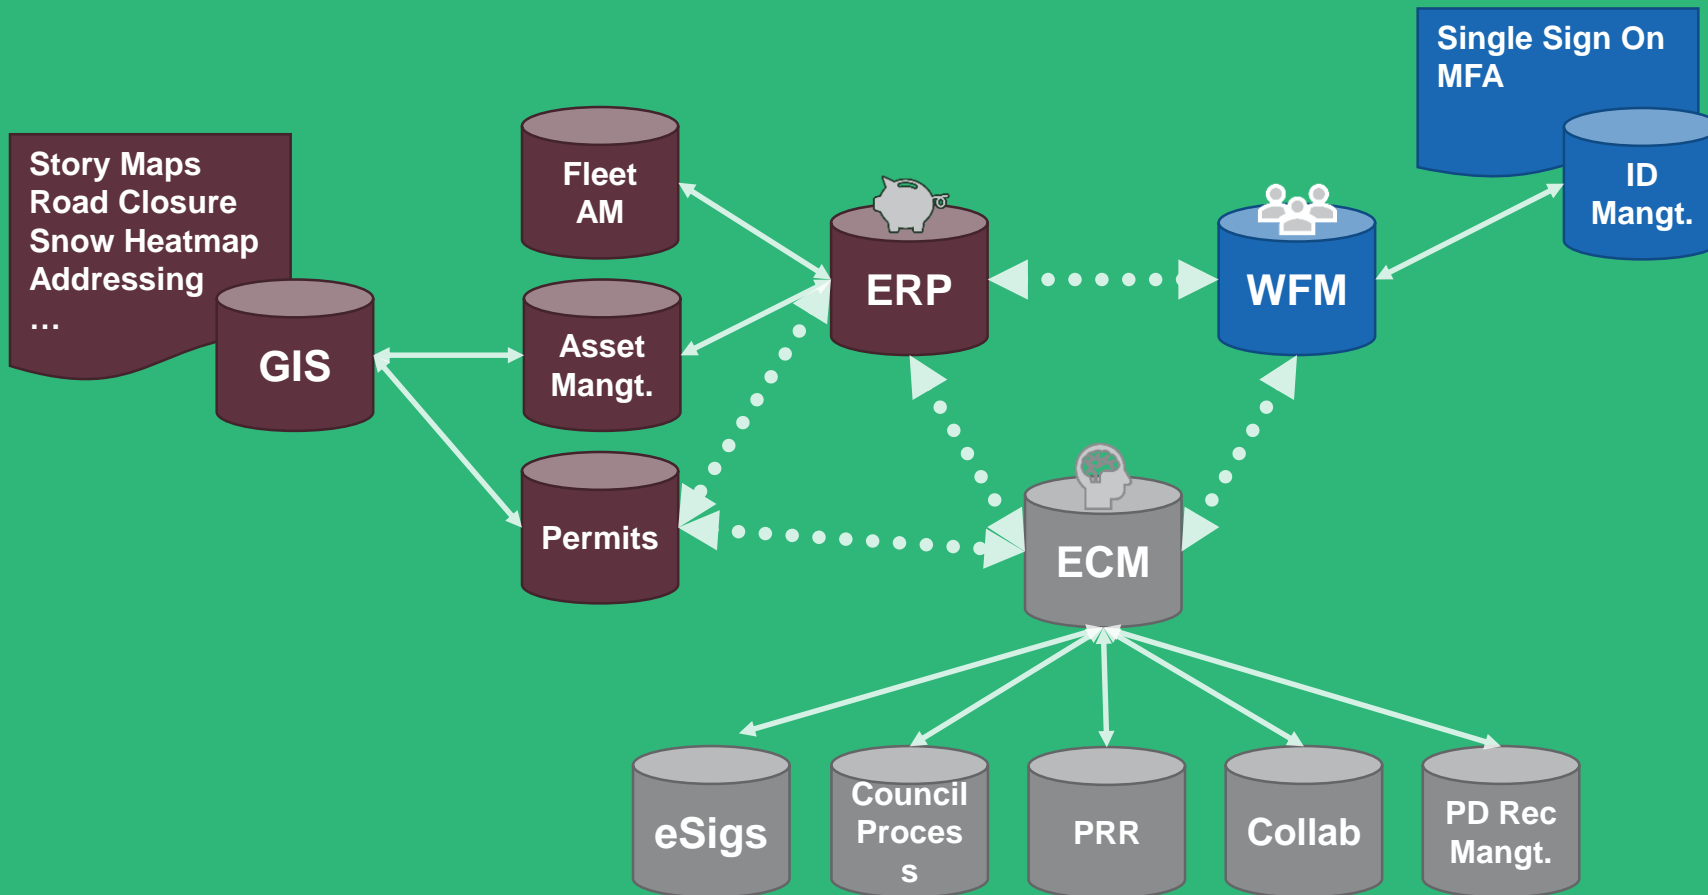 Single Sign On
MFA
ID
Mangt.
Story Maps
Road Closure
Snow Heatmap
Addressing
...
GIS
Fleet
AM
Asset
Mangt.
Permits
ERP
WFM
ECM
eSigs
Council
Proces
s
PRR
Collab
PD Rec
Mangt.